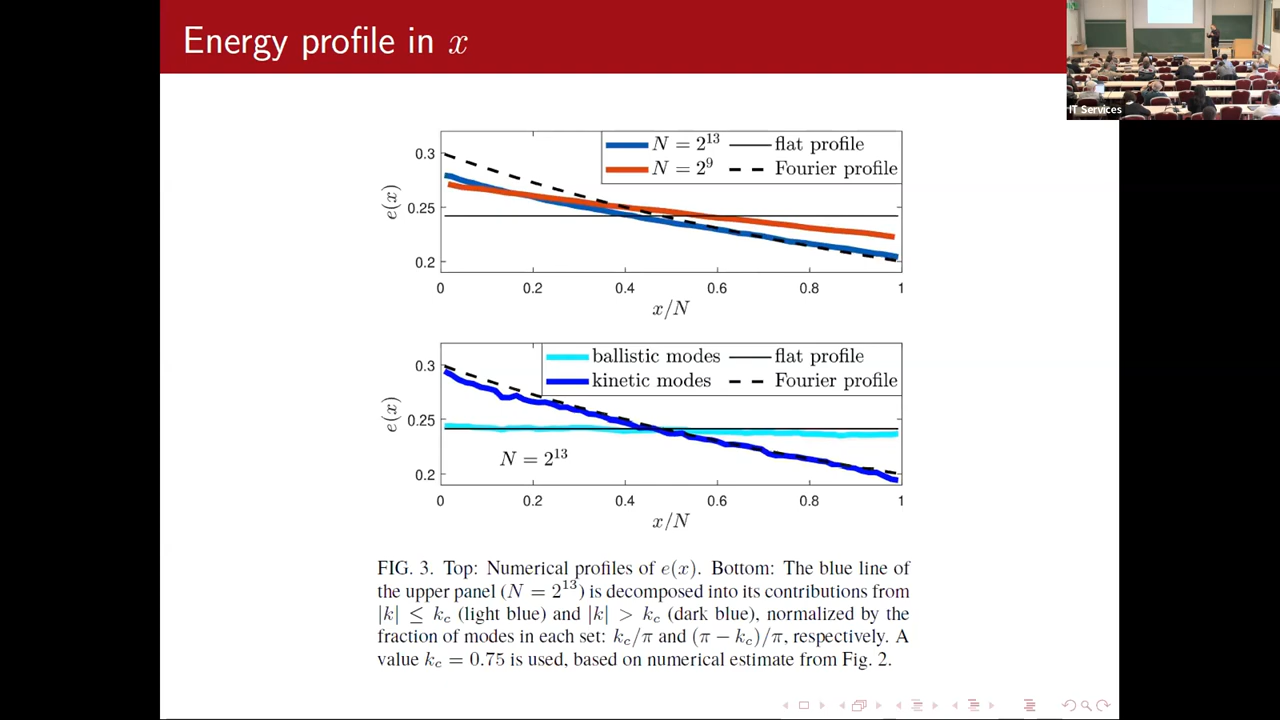 Energy profile in x
IT Services
N = 2^13 flat profile
N = 2^9 Fourier profile
0.3
0.25
0.2
e(x)
0 0.2 0.4 0.6 0.8 1
x/N
ballistic modes flat profile
kinetic modes Fourier profile
0.3
0.25
0.2
e(x)
N = 2^13
0 0.2 0.4 0.6 0.8 1
x/N
FIG. 3. Top: Numerical profiles of e(x). Bottom: The blue line of
the upper panel (N = 2^13) is decomposed into its contributions from
|k| ≤ k_c (light blue) and |k| > k_c (dark blue), normalized by the
fraction of modes in each set: k_c/π and (π − k_c)/π, respectively. A
value k_c = 0.75 is used, based on numerical estimate from Fig. 2.